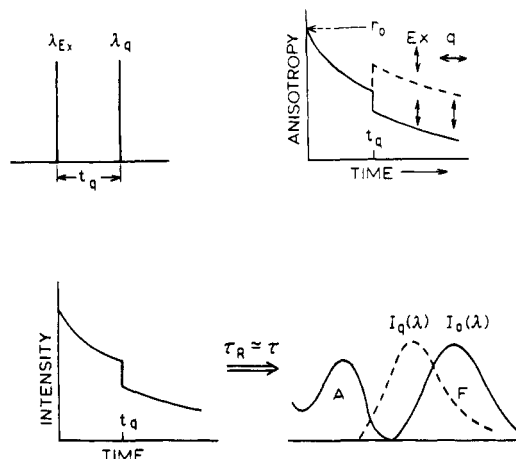 λEx λq
tq
ANISOTROPY
r₀
Ex q
tq
TIME
INTENSITY
tq
TIME
τR ≃ τ
Iq(λ) I₀(λ)
A F